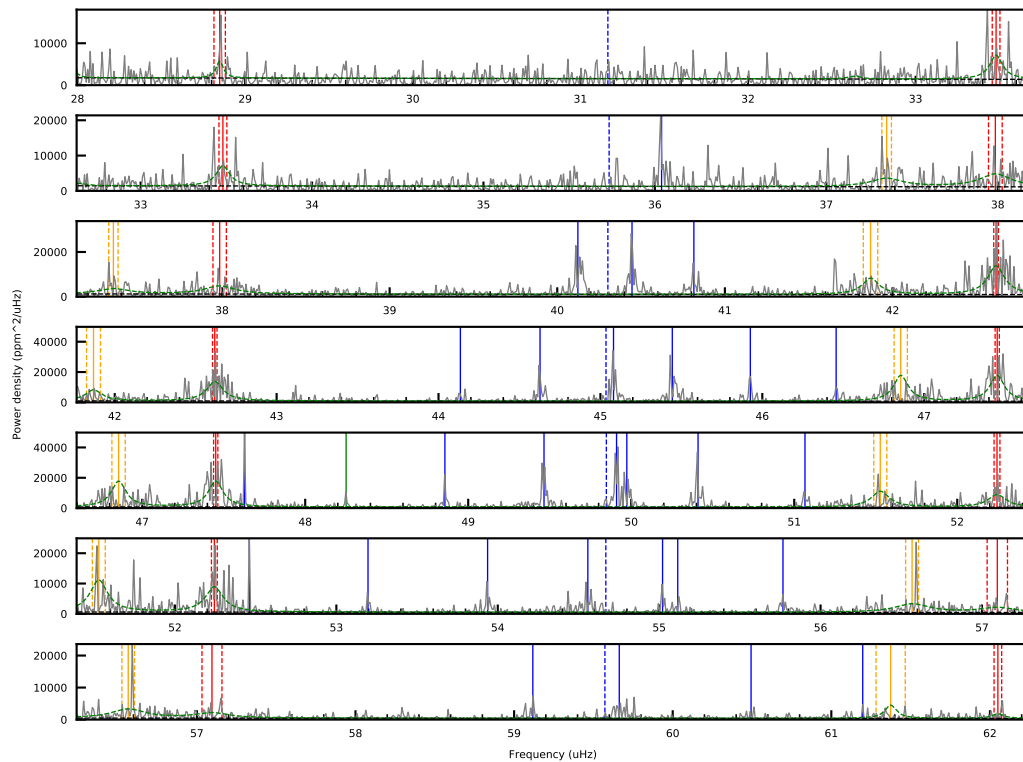 10000
0
28 29 30 31 32 33
20000
10000
0
33 34 35 36 37 38
20000
0
38 39 40 41 42
40000
20000
0
42 43 44 45 46 47
40000
20000
0
47 48 49 50 51 52
20000
10000
0
52 53 54 55 56 57
20000
10000
0
57 58 59 60 61 62
Power density (ppm^2/uHz)
Frequency (uHz)